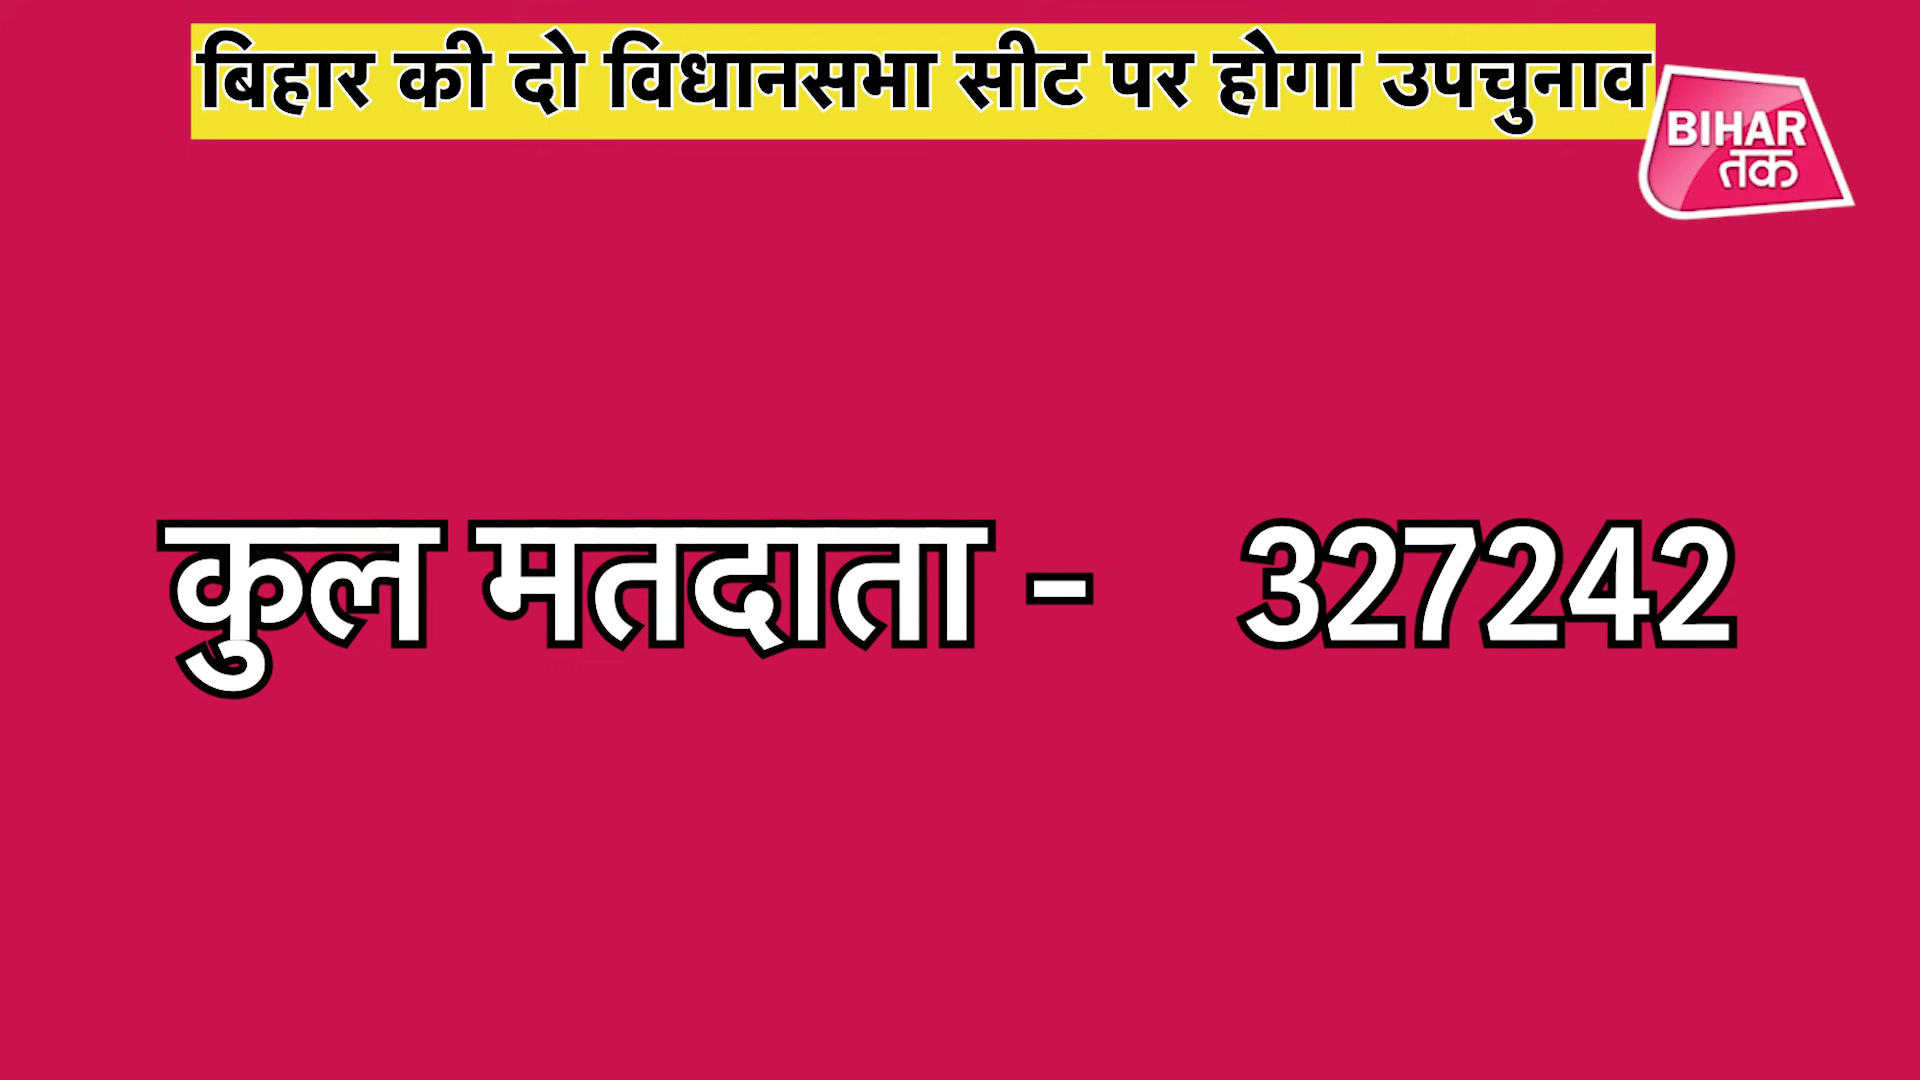 बिहार की दो विधानसभा सीट पर होगा उपचुनाव
BIHAR
तक
कुल मतदाता - 327242